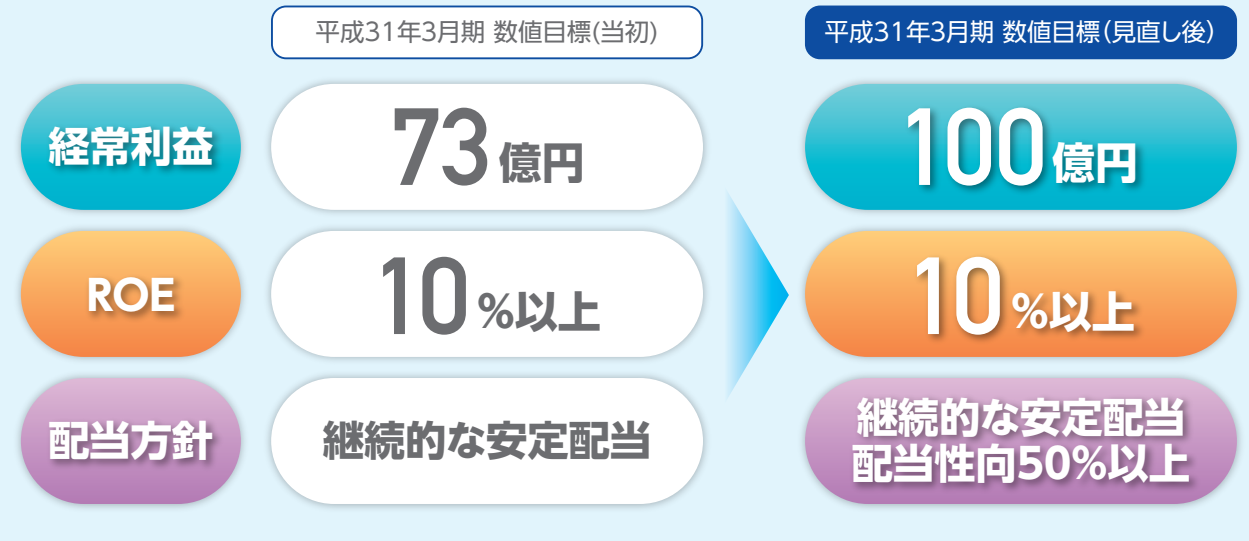 平成31年3月期 数値目標(当初)
平成31年3月期 数値目標(見直し後)
経常利益
73億円
100億円
ROE
10%以上
10%以上
配当方針
継続的な安定配当
継続的な安定配当
配当性向50%以上